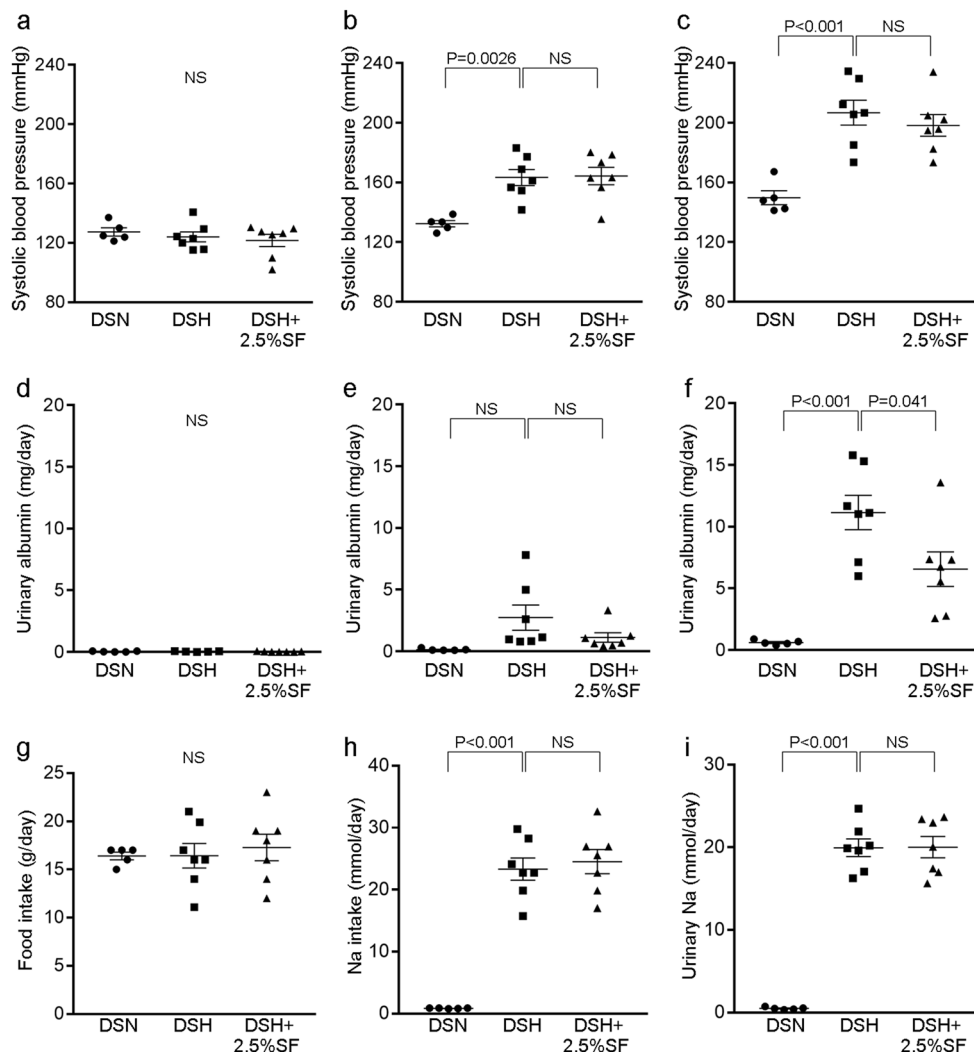 a
Systolic blood pressure (mmHg)
240
200
160
120
80
NS
DSN
DSH
DSH+
2.5%SF
b
Systolic blood pressure (mmHg)
240
200
160
120
80
P=0.0026
NS
DSN
DSH
DSH+
2.5%SF
c
Systolic blood pressure (mmHg)
240
200
160
120
80
P<0.001
NS
DSN
DSH
DSH+
2.5%SF
d
Urinary albumin (mg/day)
20
15
10
5
0
NS
DSN
DSH
DSH+
2.5%SF
e
Urinary albumin (mg/day)
20
15
10
5
0
NS
NS
DSN
DSH
DSH+
2.5%SF
f
Urinary albumin (mg/day)
20
15
10
5
0
P<0.001
P=0.041
DSN
DSH
DSH+
2.5%SF
g
Food intake (g/day)
25
20
15
10
5
0
NS
DSN
DSH
DSH+
2.5%SF
h
Na intake (mmol/day)
40
30
20
10
0
P<0.001
NS
DSN
DSH
DSH+
2.5%SF
i
Urinary Na (mmol/day)
30
20
10
0
P<0.001
NS
DSN
DSH
DSH+
2.5%SF